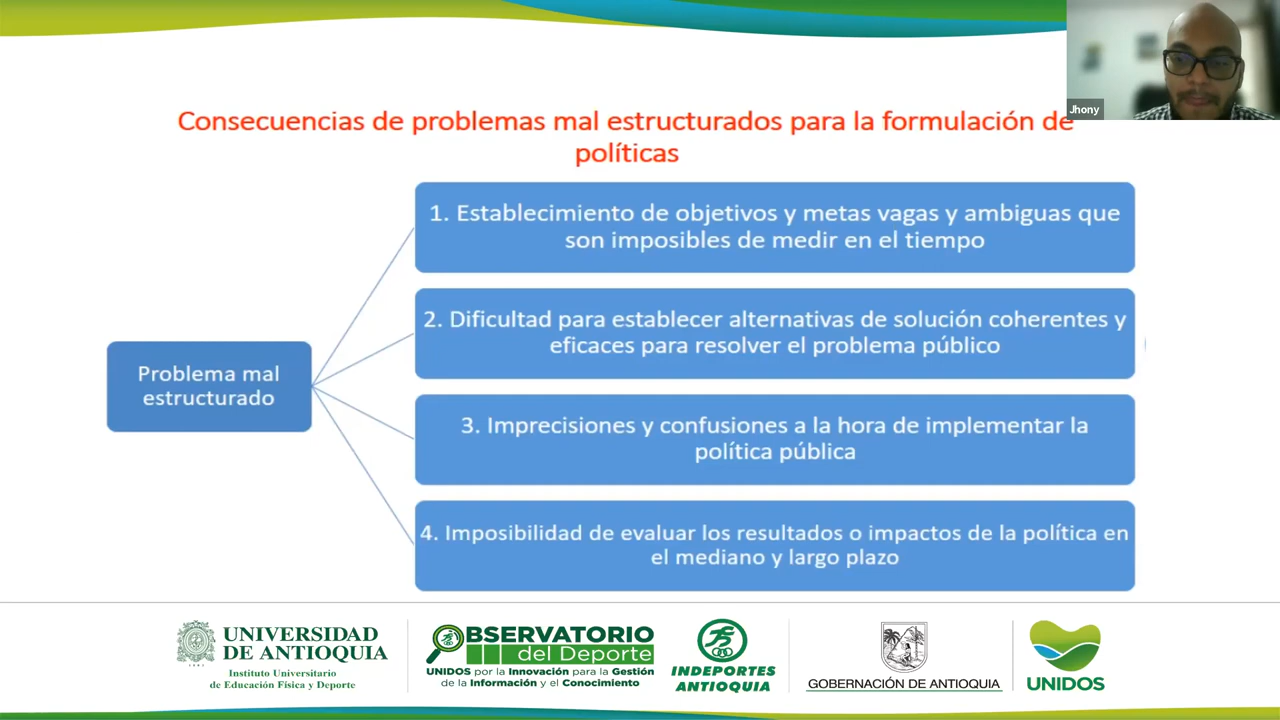 Jhony
Consecuencias de problemas mal estructurados para la formulación de
políticas
Problema mal
estructurado
1. Establecimiento de objetivos y metas vagas y ambiguas que
son imposibles de medir en el tiempo
2. Dificultad para establecer alternativas de solución coherentes y
eficaces para resolver el problema público
3. Imprecisiones y confusiones a la hora de implementar la
política pública
4. Imposibilidad de evaluar los resultados o impactos de la política en
el mediano y largo plazo
UNIVERSIDAD
DE ANTIOQUIA
Instituto Universitario
de Educación Física y Deporte
OBSERVATORIO
del Deporte
UNIDOS por la Innovación para la Gestión
de la Información y el Conocimiento
INDEPORTES
ANTIOQUIA
GOBERNACIÓN DE ANTIOQUIA
UNIDOS